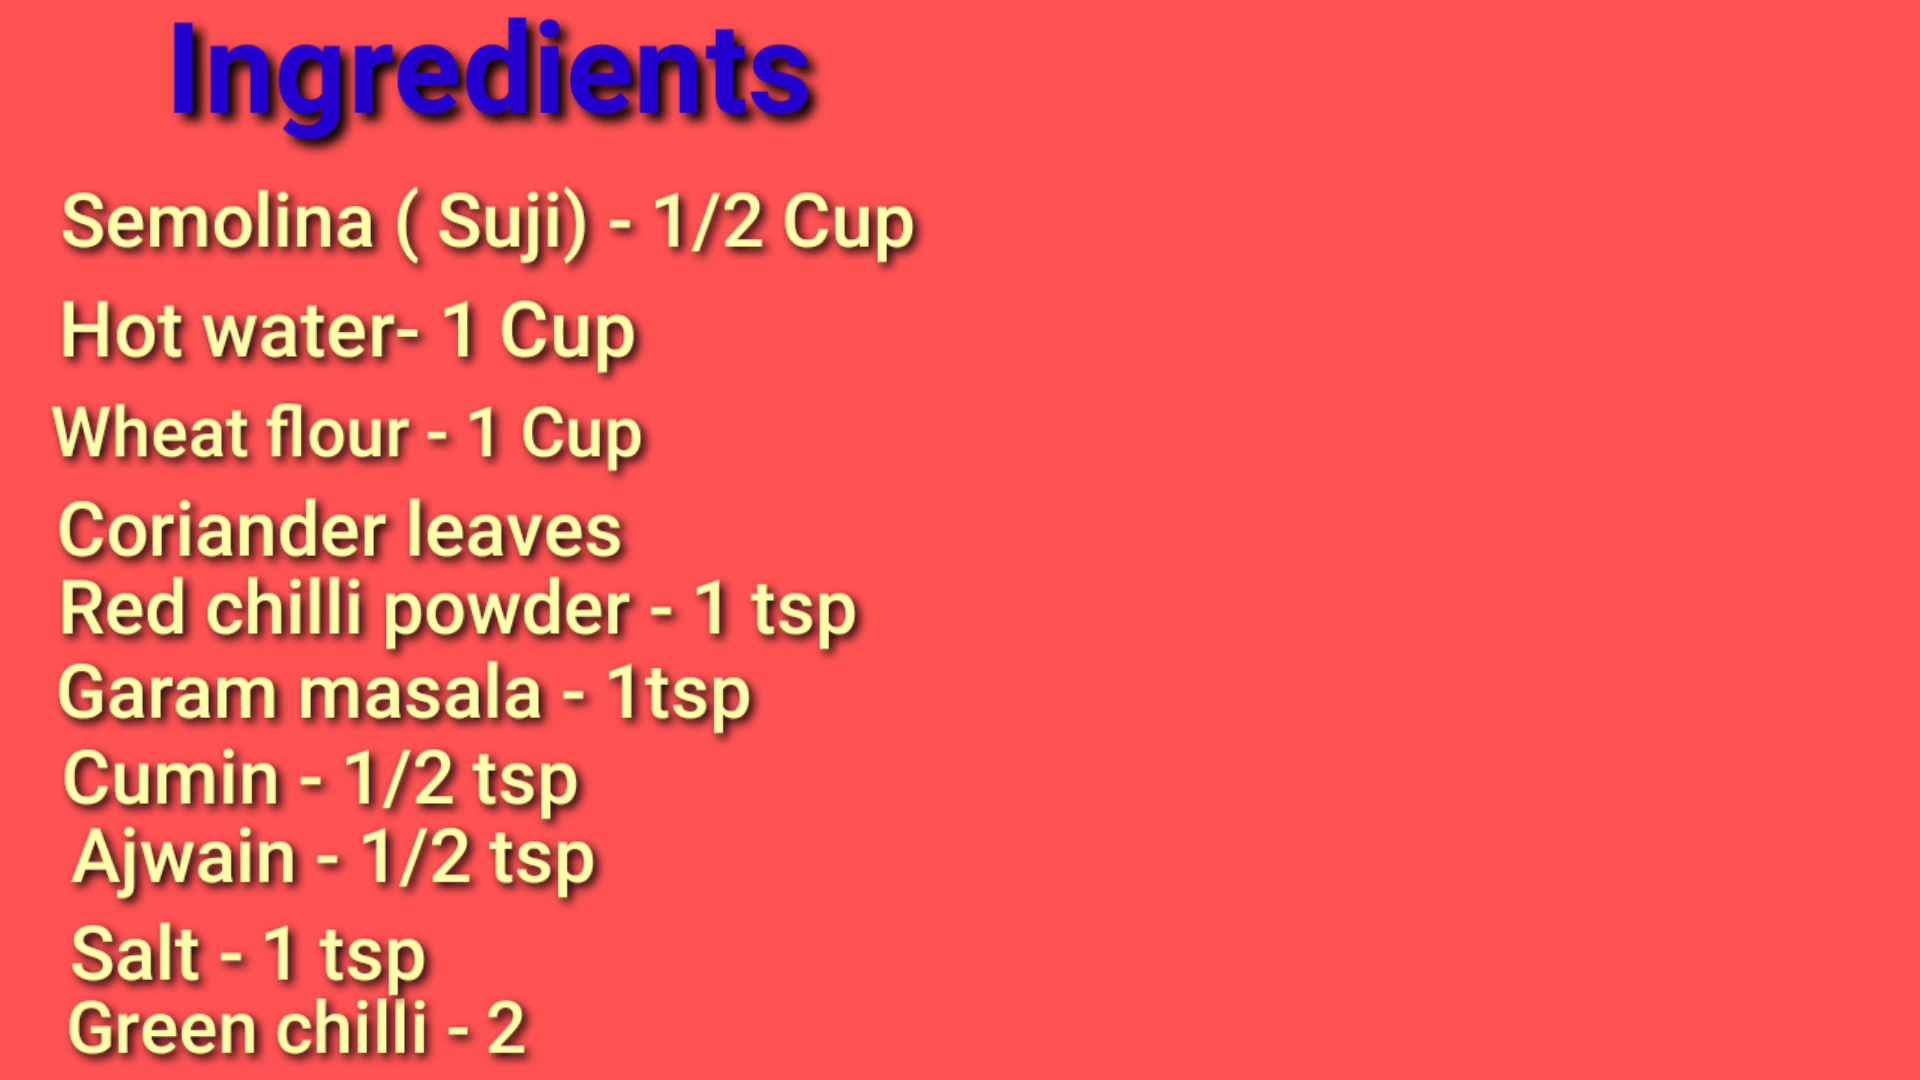 Ingredients
Semolina ( Suji) - 1/2 Cup
Hot water- 1 Cup
Wheat flour - 1 Cup
Coriander leaves
Red chilli powder - 1 tsp
Garam masala - 1tsp
Cumin - 1/2 tsp
Ajwain - 1/2 tsp
Salt - 1 tsp
Green chilli - 2